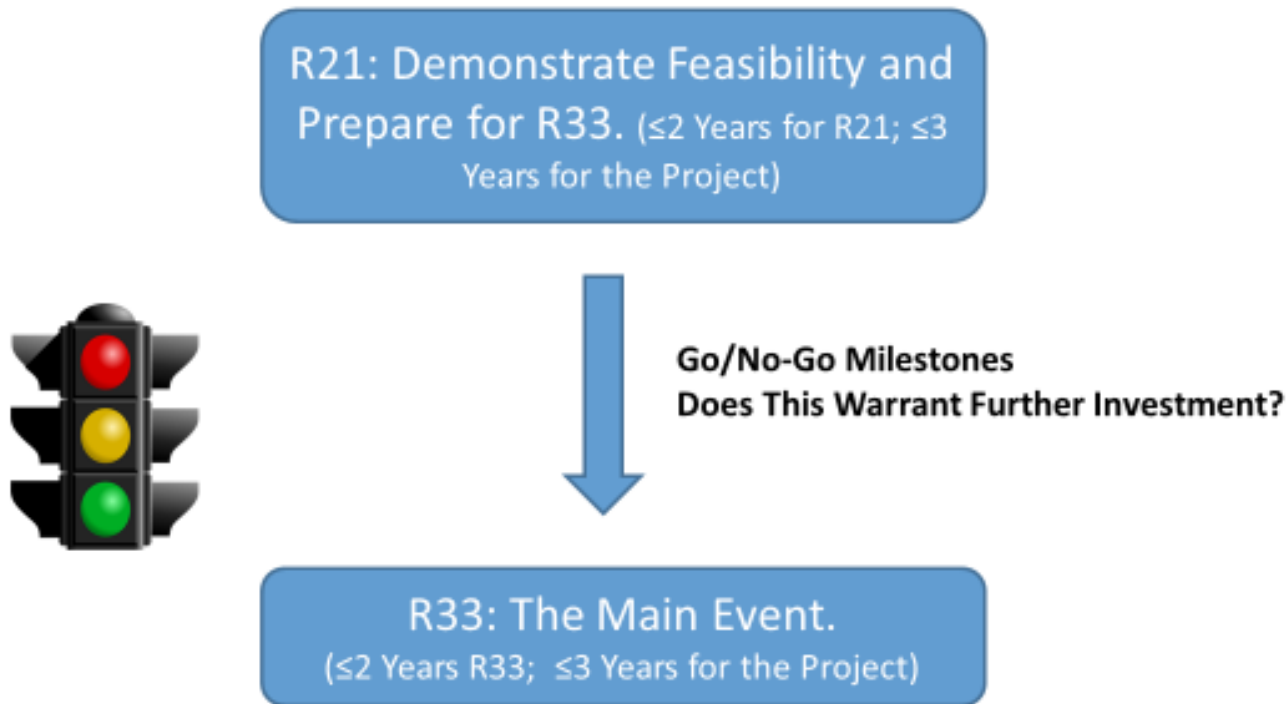 R21: Demonstrate Feasibility and
Prepare for R33. (≤2 Years for R21; ≤3
Years for the Project)
Go/No-Go Milestones
Does This Warrant Further Investment?
R33: The Main Event.
(≤2 Years R33; ≤3 Years for the Project)